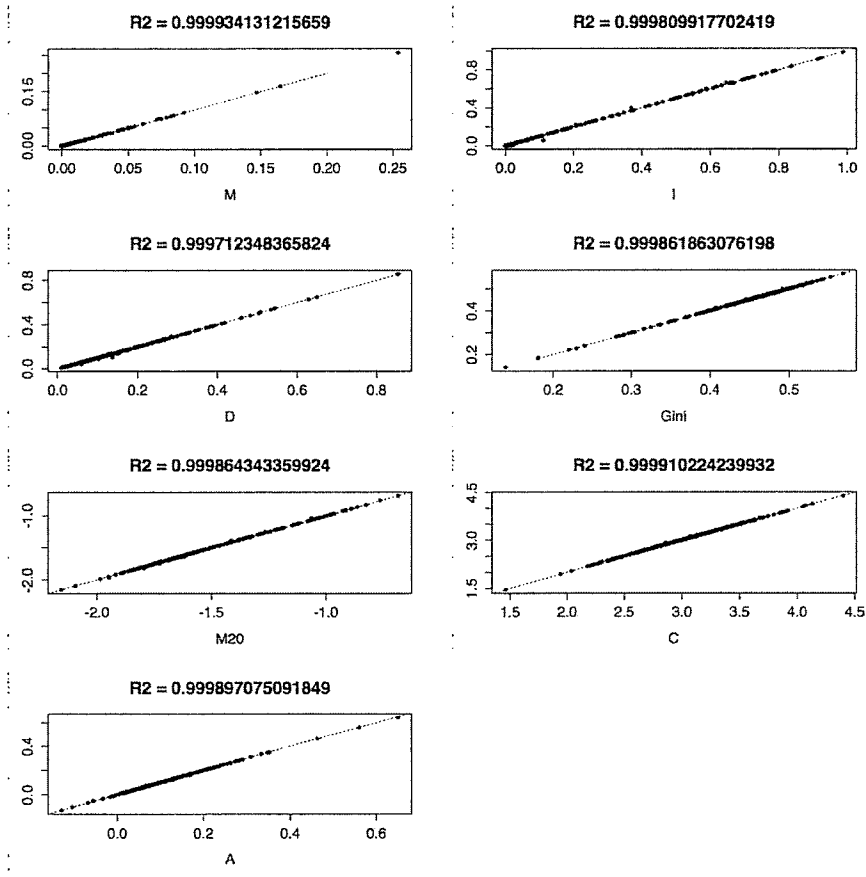 R2 = 0.999934131215659
0.15
0.00
0.00 0.05 0.10 0.15 0.20 0.25
M
R2 = 0.999809917702419
0.8
0.4
0.0
0.0 0.2 0.4 0.6 0.8 1.0
I
R2 = 0.999712348365824
0.8
0.4
0.0
0.0 0.2 0.4 0.6 0.8
D
R2 = 0.999861863076198
0.4
0.2
0.2 0.3 0.4 0.5
Gini
R2 = 0.999864343359924
-1.0
-2.0
-2.0 -1.5 -1.0
M20
R2 = 0.999910224239932
4.5
3.0
1.5
1.5 2.0 2.5 3.0 3.5 4.0 4.5
C
R2 = 0.999897075091849
0.4
0.0
0.0 0.2 0.4 0.6
A